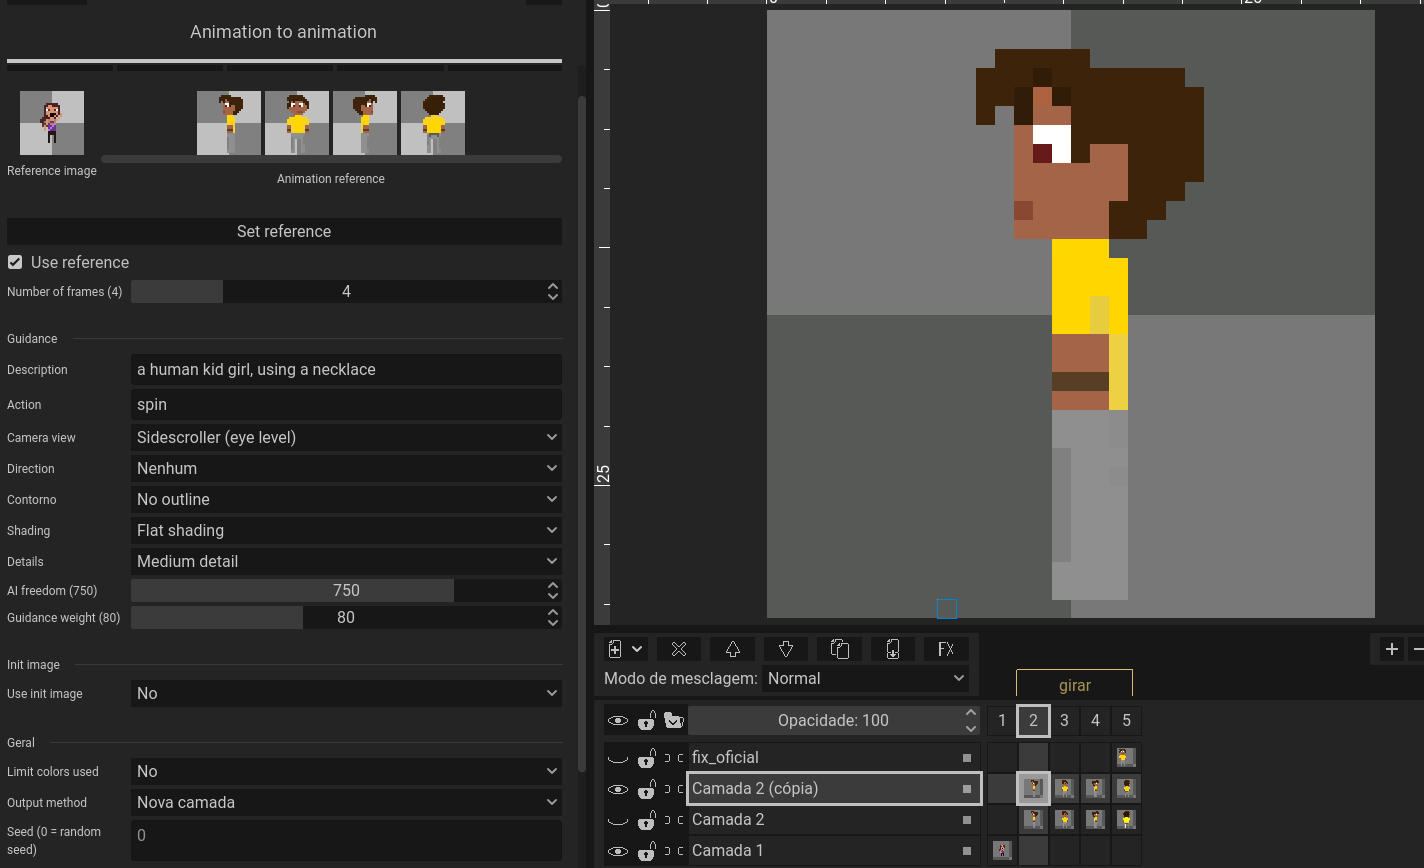 Animation to animation
Reference image
Animation reference
Set reference
Use reference
Number of frames (4)
4
Guidance
Description
a human kid girl, using a necklace
Action
spin
Camera view
Sidescroller (eye level)
Direction
Nenhum
Contorno
No outline
Shading
Flat shading
Details
Medium detail
AI freedom (750)
750
Guidance weight (80)
80
Init image
Use init image
No
Geral
Limit colors used
No
Output method
Nova camada
Seed (0 = random
seed)
0
25
FX
Modo de mesclagem:
Normal
girar
Opacidade: 100
1 2 3 4 5
fix_oficial
Camada 2 (cópia)
Camada 2
Camada 1